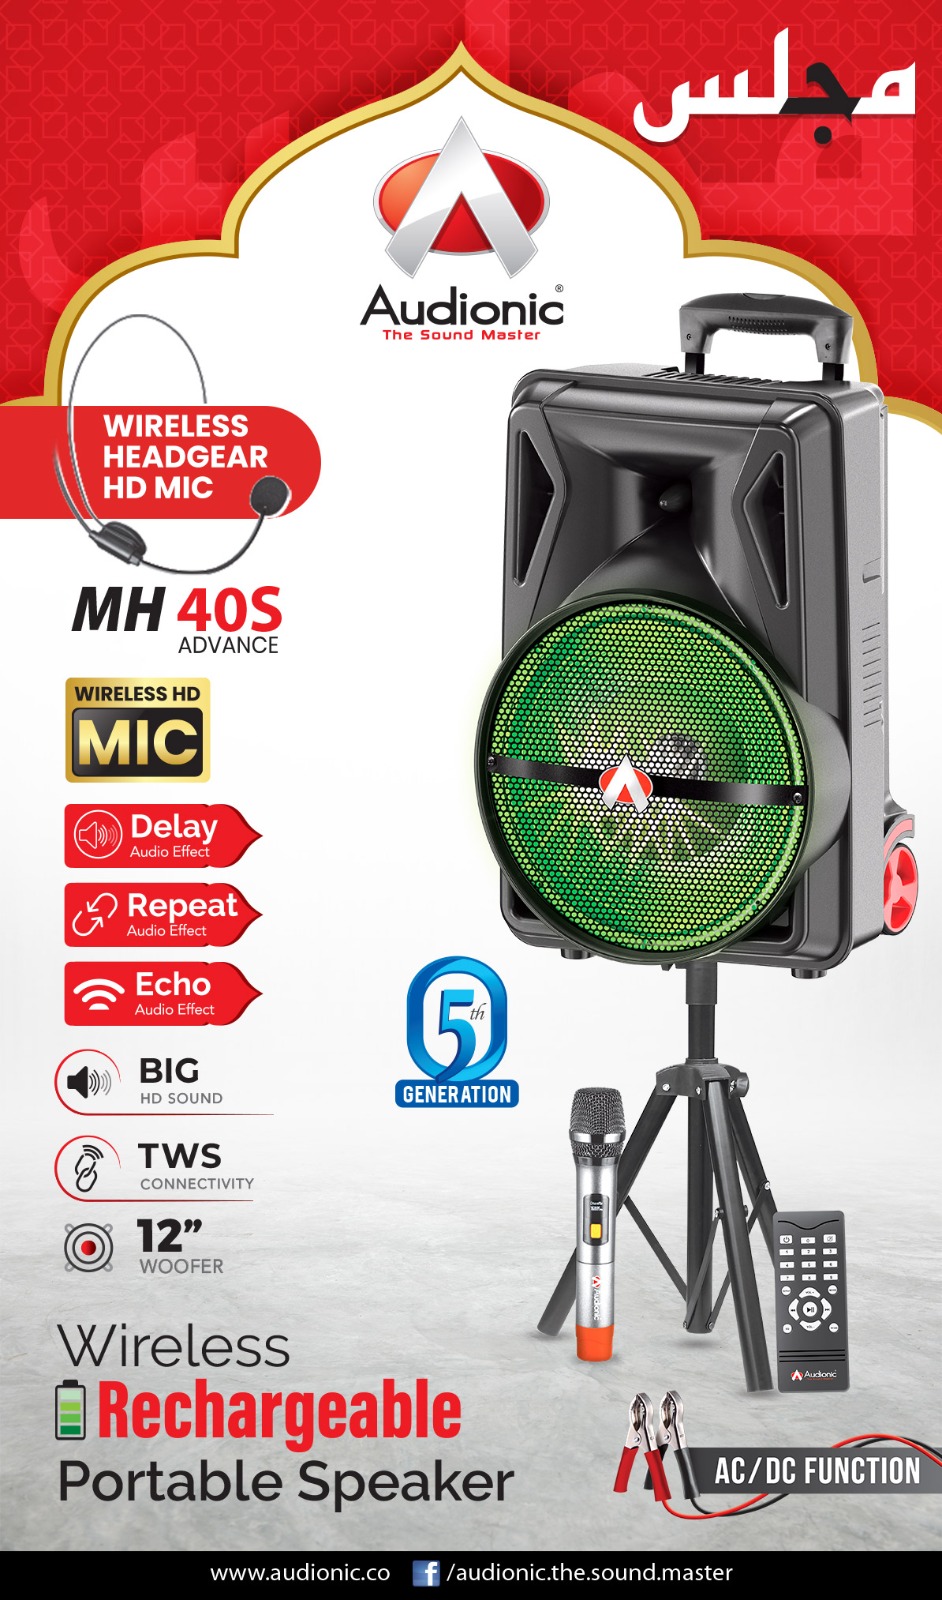 مجلس
Audionic®
The Sound Master
WIRELESS
HEADGEAR
HD MIC
MH 40S
ADVANCE
WIRELESS HD
MIC
Delay
Audio Effect
Repeat
Audio Effect
Echo
Audio Effect
5th
GENERATION
BIG
HD SOUND
TWS
CONNECTIVITY
12”
WOOFER
Audionic
Audionic
Wireless
Rechargeable
Portable Speaker
AC/DC FUNCTION
www.audionic.co
/audionic.the.sound.master